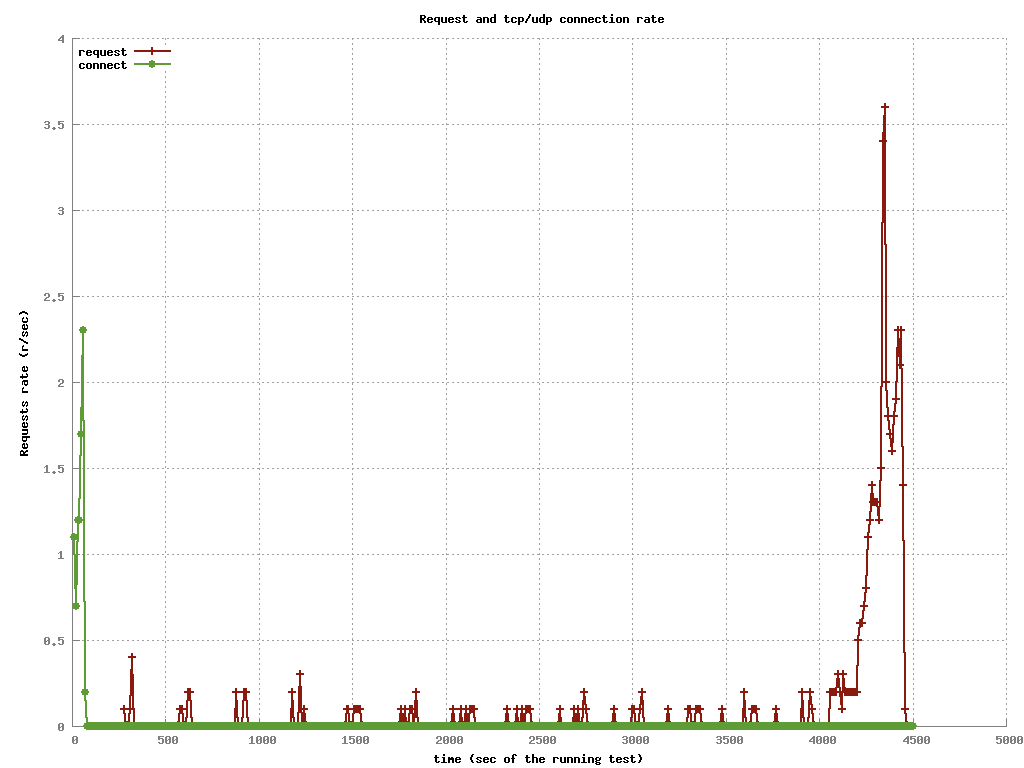 Request and tcp/udp connection rate
4
request
connect
3.5
3
2.5
2
1.5
1
0.5
0
Requests rate (r/sec)
0 500 1000 1500 2000 2500 3000 3500 4000 4500 5000
time (sec of the running test)